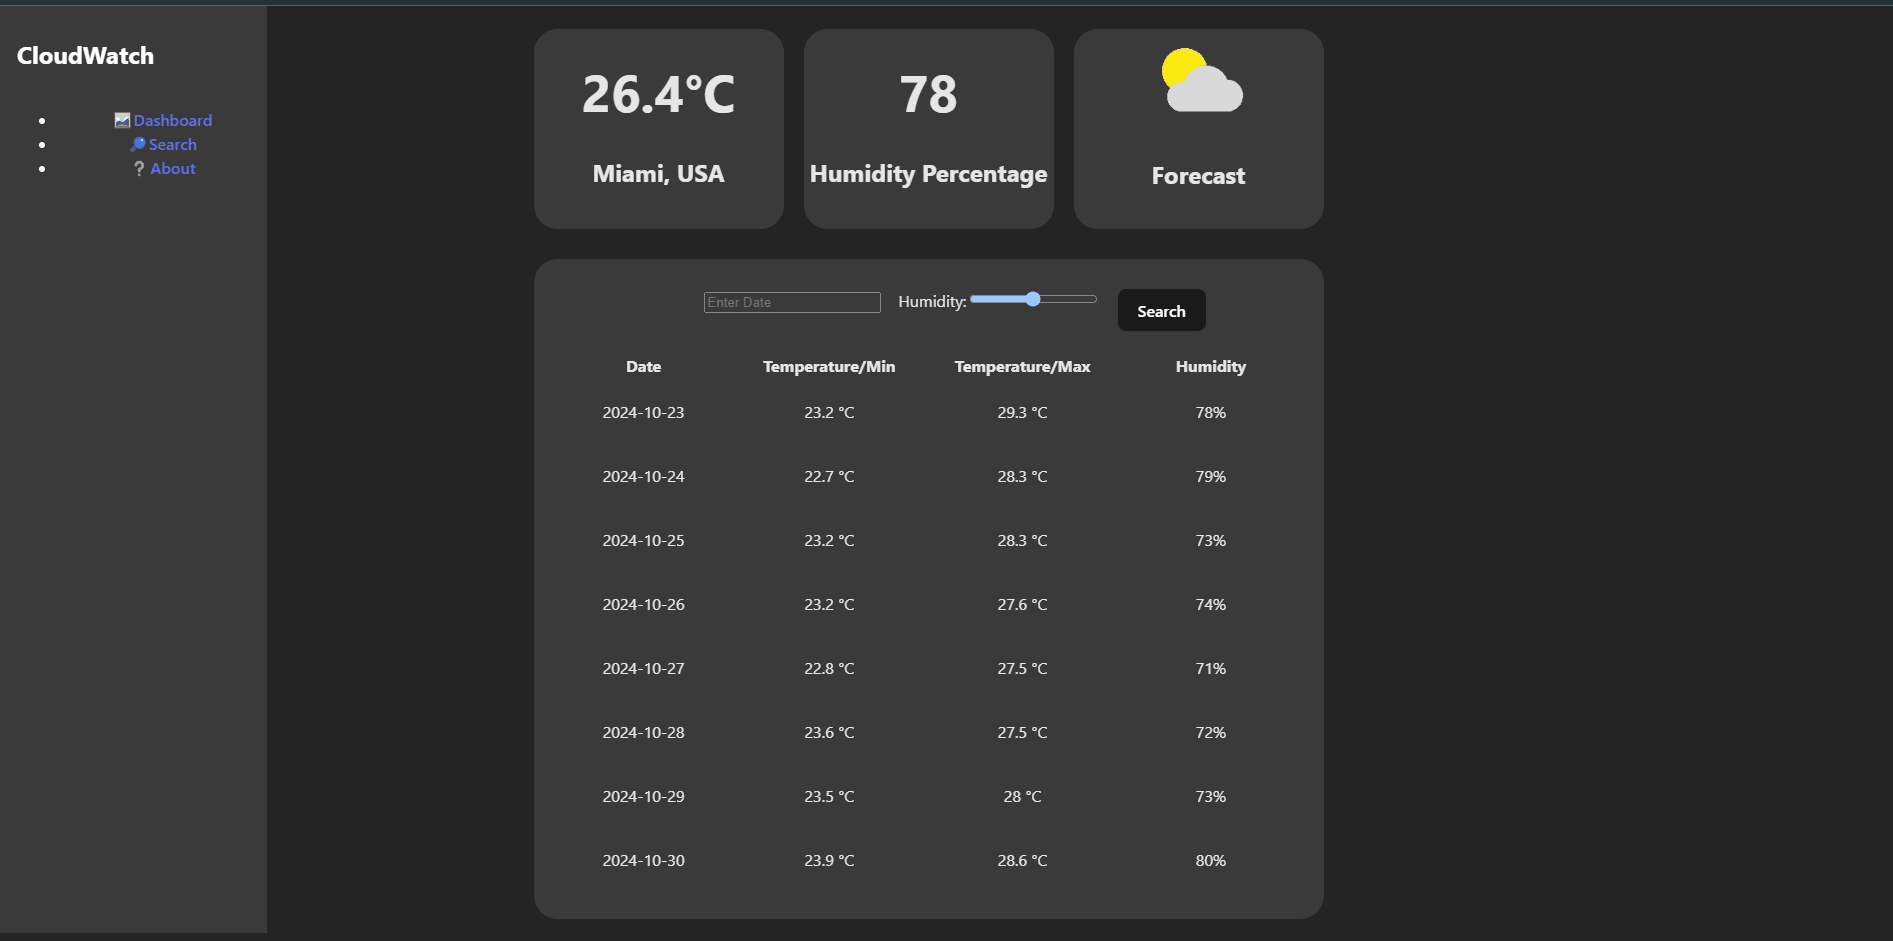 CloudWatch
Dashboard
Search
About
26.4°C
Miami, USA
78
Humidity Percentage
Forecast
Enter Date Humidity: Search
Date Temperature/Min Temperature/Max Humidity
2024-10-23 23.2 °C 29.3 °C 78%
2024-10-24 22.7 °C 28.3 °C 79%
2024-10-25 23.2 °C 28.3 °C 73%
2024-10-26 23.2 °C 27.6 °C 74%
2024-10-27 22.8 °C 27.5 °C 71%
2024-10-28 23.6 °C 27.5 °C 72%
2024-10-29 23.5 °C 28 °C 73%
2024-10-30 23.9 °C 28.6 °C 80%